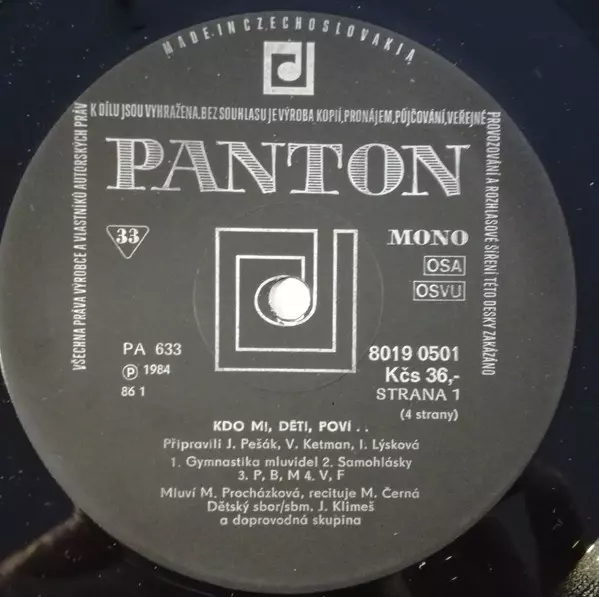 MADE IN CZECHOSLOVAKIA
VŠECHNA PRÁVA VÝROBCE A VLASTNÍKŮ AUTORSKÝCH PRÁV
K DÍLU JSOU VYHRAŽENA. BEZ SOUHLASU JE VÝROBA KOPIÍ, PRONÁJEM, PŮJČOVÁNÍ, VEŘEJNÉ
PROVOZOVÁNÍ A ROZHLASOVÉ ŠÍŘENÍ TÉTO DESKY ZAKÁZÁNO
PANTON
33
MONO
OSA
OSVU
PA 633
Ⓟ 1984
86 1
8019 0501
Kčs 36,-
STRANA 1
(4 strany)
KDO MI, DĚTI, POVÍ . .
Připravili J. Pešák, V. Ketman, I. Lýsková
1. Gymnastika mluvidel 2. Samohlásky
3. P, B, M 4. V, F
Mluví M. Procházková, recituje M. Černá
Dětský sbor/sbm. J. Klimeš
a doprovodná skupina